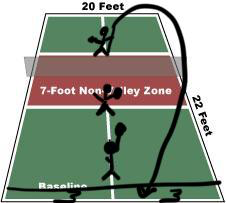 20 Feet
7-Foot Non-Volley Zone
22 Feet
Baseline